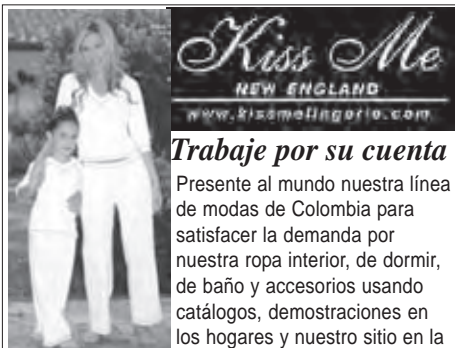 Kiss Me
NEW ENGLAND
www.kissmelingerie.com
Trabaje por su cuenta
Presente al mundo nuestra línea
de modas de Colombia para
satisfacer la demanda por
nuestra ropa interior, de dormir,
de baño y accesorios usando
catálogos, demostraciones en
los hogares y nuestro sitio en la